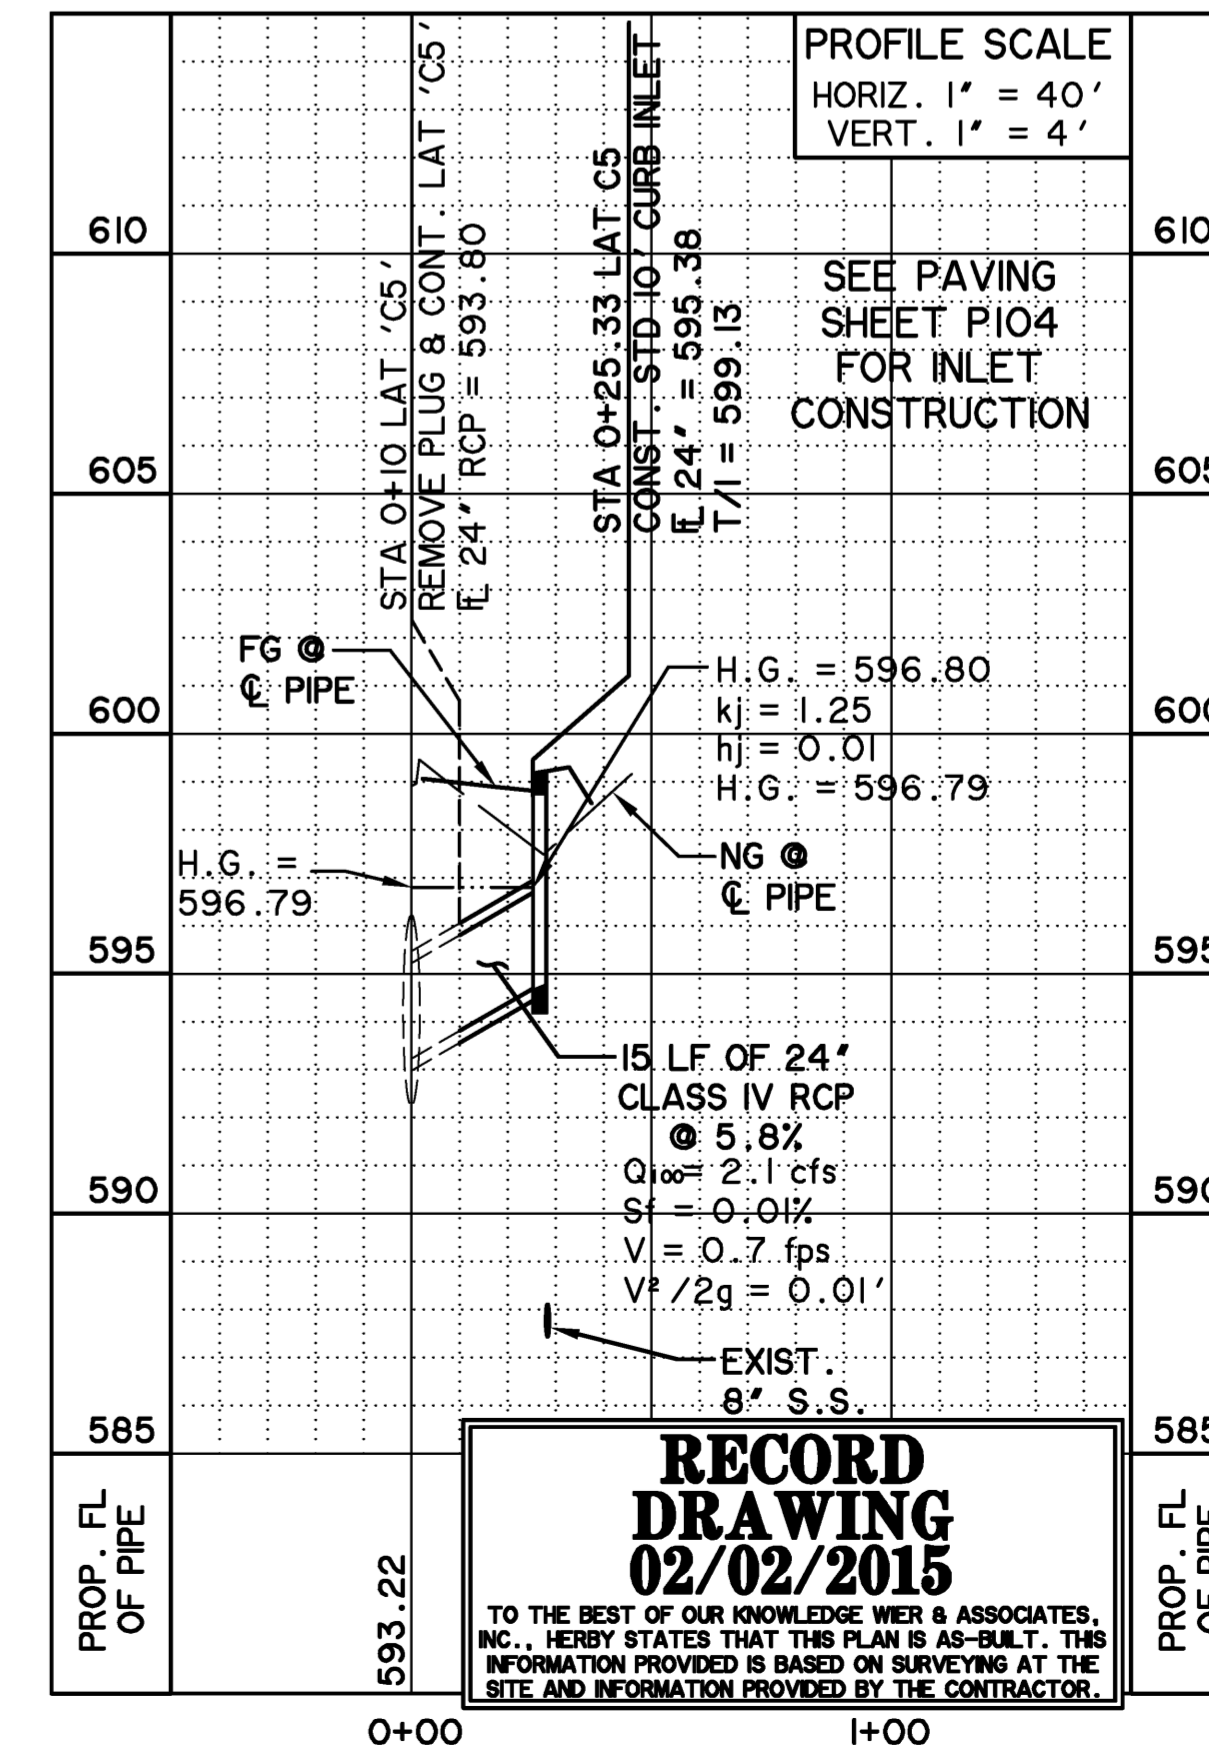 PROFILE SCALE
HORIZ. 1" = 40'
VERT. 1" = 4'
610
605
600
595
590
585
610
605
595
SEE PAVING
SHEET P104
FOR INLET
CONSTRUCTION
STA 0+10 LAT 'C5'
REMOVE PLUG & CONT. LAT 'C5'
FL 24" RCP = 593.80
STA 0+25.33 LAT C5
CONST. STD 10' CURB INLET
FL 24" = 595.38
T/I = 599.13
FG @
CL PIPE
H.G. = 596.80
kj = 1.25
hj = 0.01
H.G. = 596.79
NG @
CL PIPE
H.G. =
596.79
15 LF OF 24"
CLASS IV RCP
@ 5.8%
Q100= 2.1 cfs
Sf = 0.01%
V = 0.7 fps
V²/2g = 0.01'
EXIST.
8" S.S.
PROP. FL
OF PIPE
593.22
RECORD
DRAWING
02/02/2015
TO THE BEST OF OUR KNOWLEDGE WIER & ASSOCIATES,
INC., HERBY STATES THAT THIS PLAN IS AS-BUILT. THIS
INFORMATION PROVIDED IS BASED ON SURVEYING AT THE
SITE AND INFORMATION PROVIDED BY THE CONTRACTOR.
PROP. FL
0+00
1+00